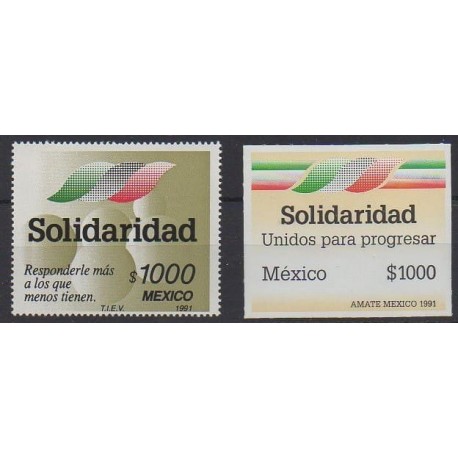 Solidaridad
Responderle más
a los que
menos tienen.
$1000
MEXICO
T.I.E.V. 1991
Solidaridad
Unidos para progresar
México $1000
AMATE MEXICO 1991